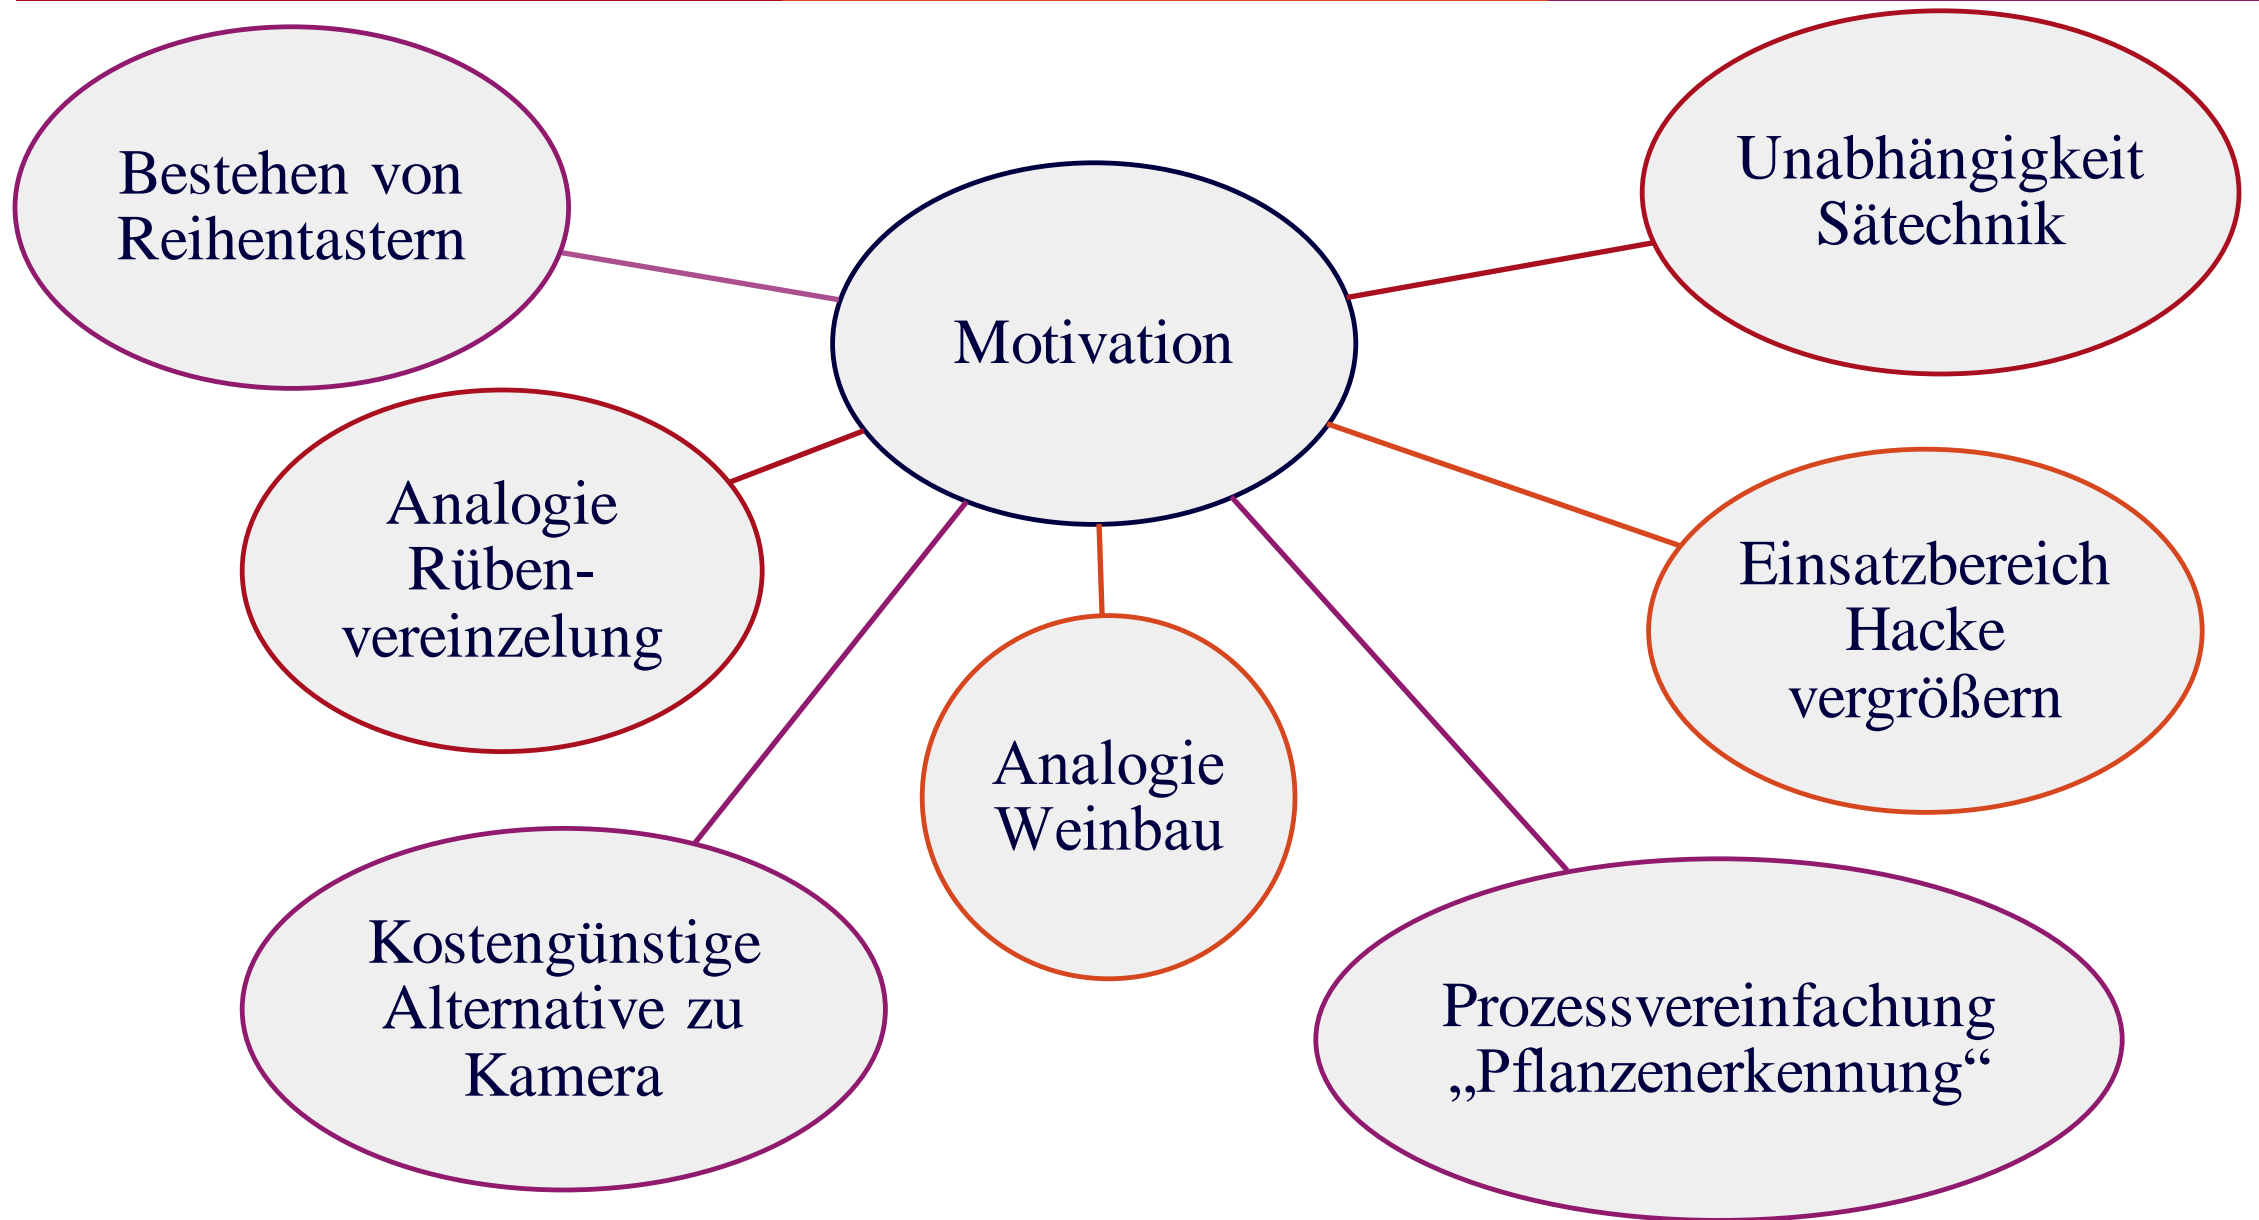 Bestehen von
Reihentastern
Unabhängigkeit
Sätechnik
Motivation
Analogie
Rüben-
vereinzelung
Einsatzbereich
Hacke
vergrößern
Analogie
Weinbau
Kostengünstige
Alternative zu
Kamera
Prozessvereinfachung
„Pflanzenerkennung“